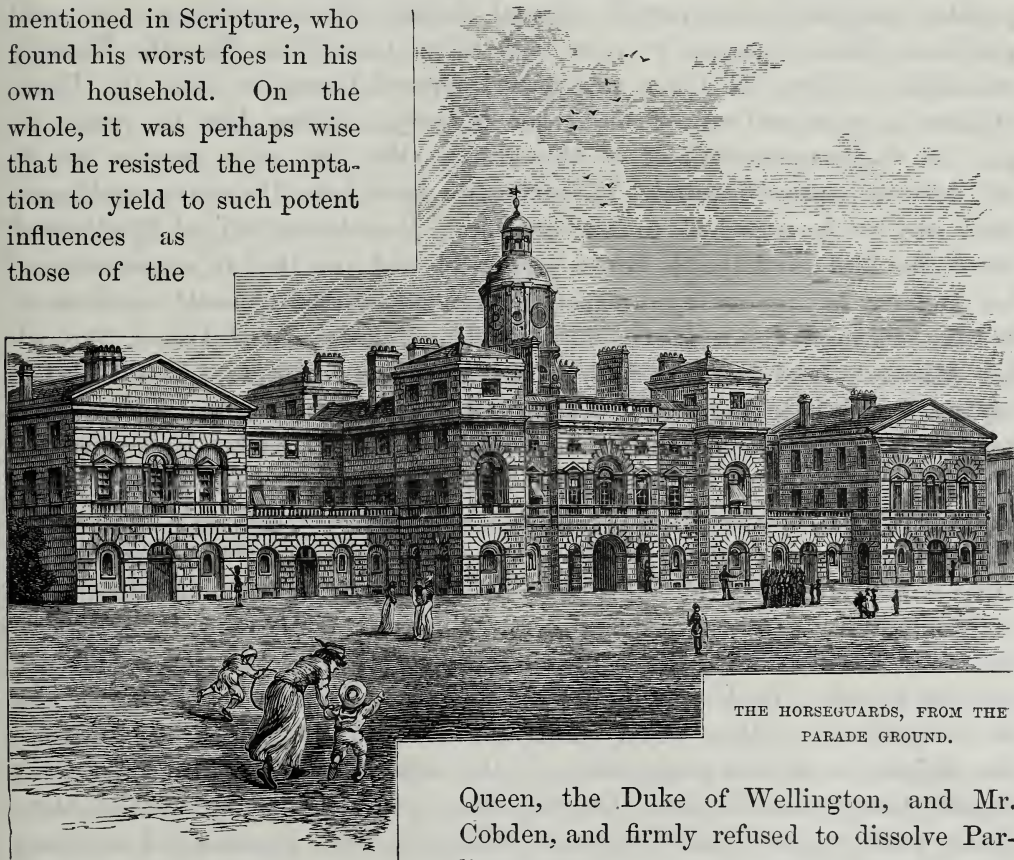 mentioned in Scripture, who
found his worst foes in his
own household. On the
whole, it was perhaps wise
that he resisted the tempta-
tion to yield to such potent
influences as
those of the
THE HORSEGUARDS, FROM THE
PARADE GROUND.
Queen, the Duke of Wellington, and Mr.
Cobden, and firmly refused to dissolve Par-